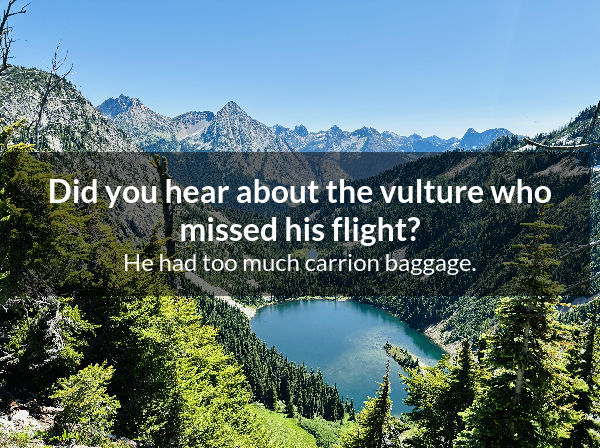 Did you hear about the vulture who
missed his flight?
He had too much carrion baggage.